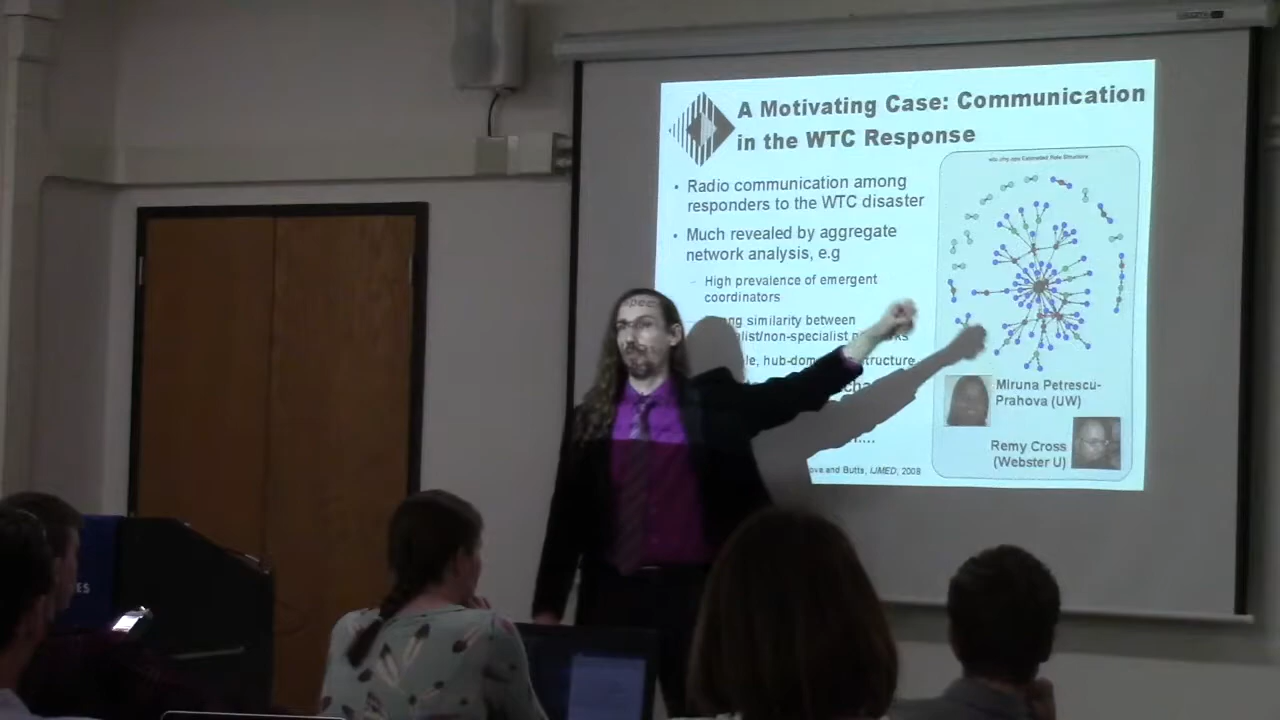 A Motivating Case: Communication
in the WTC Response
Radio communication among
responders to the WTC disaster
Much revealed by aggregate
network analysis, e.g
High prevalence of emergent
coordinators
similarity between
structure
Miruna Petrescu-
Prahova (UW)
Remy Cross
(Webster U)
and Butts, IJMED, 2008